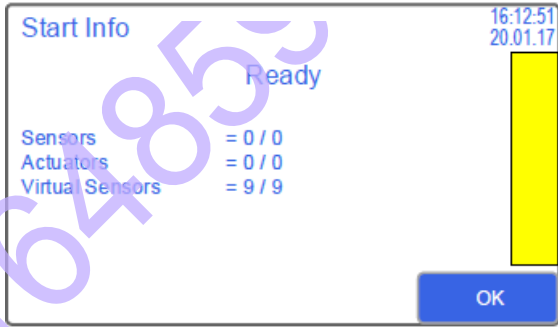 Start Info
16:12:51
20.01.17
Ready
Sensors = 0 / 0
Actuators = 0 / 0
Virtual Sensors = 9 / 9
OK